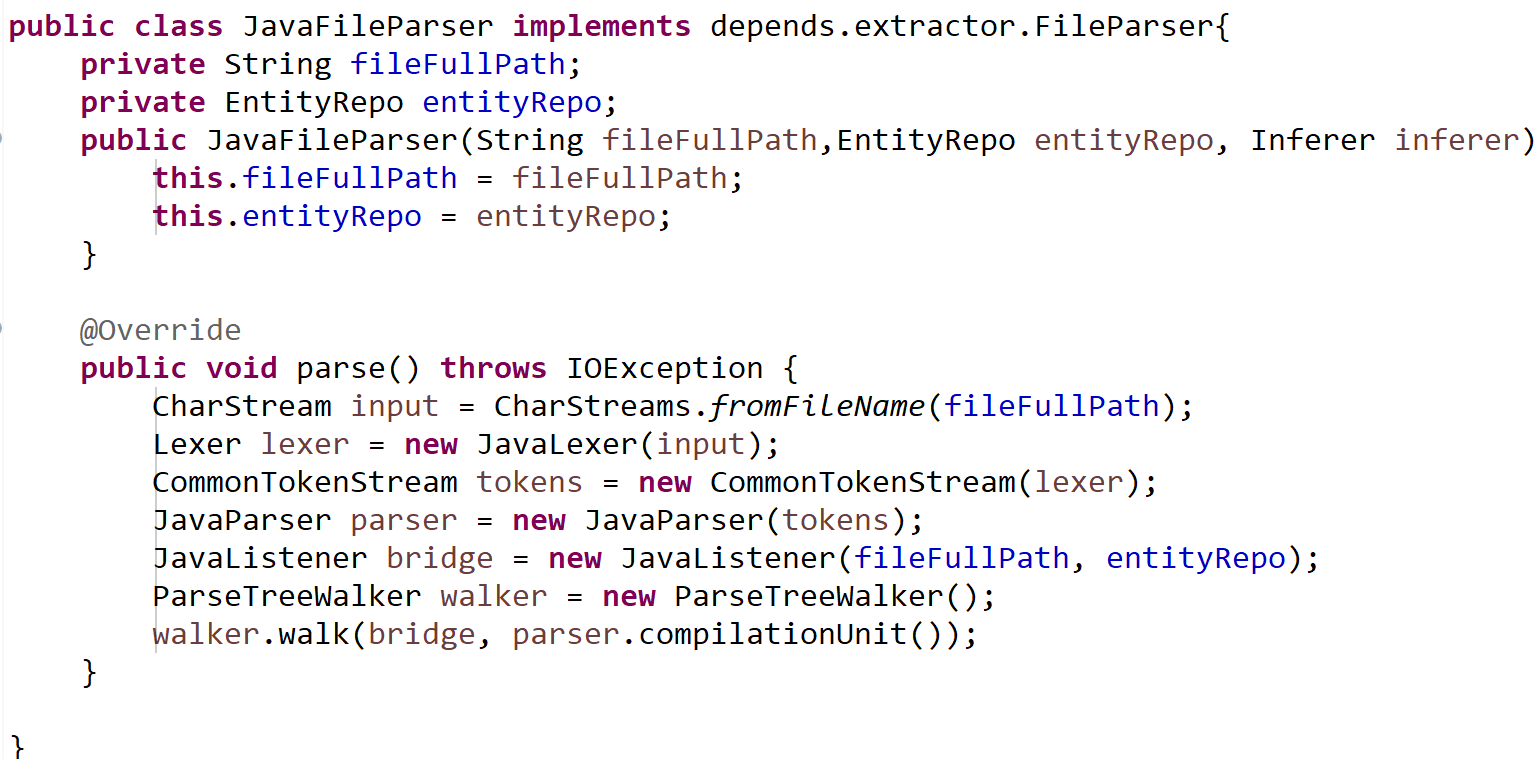 public class JavaFileParser implements depends.extractor.FileParser{
    private String fileFullPath;
    private EntityRepo entityRepo;
    public JavaFileParser(String fileFullPath,EntityRepo entityRepo, Inferer inferer)
        this.fileFullPath = fileFullPath;
        this.entityRepo = entityRepo;
    }

    @Override
    public void parse() throws IOException {
        CharStream input = CharStreams.fromFileName(fileFullPath);
        Lexer lexer = new JavaLexer(input);
        CommonTokenStream tokens = new CommonTokenStream(lexer);
        JavaParser parser = new JavaParser(tokens);
        JavaListener bridge = new JavaListener(fileFullPath, entityRepo);
        ParseTreeWalker walker = new ParseTreeWalker();
        walker.walk(bridge, parser.compilationUnit());
    }

}